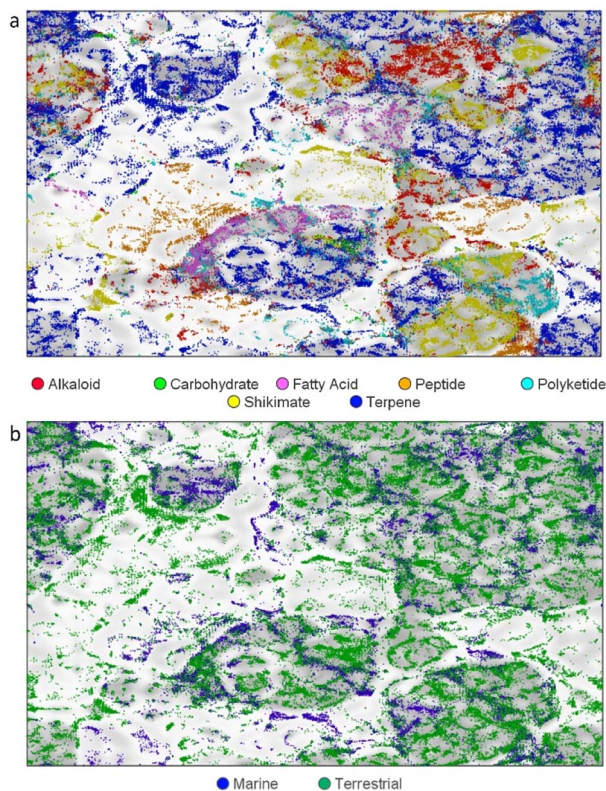 a
Alkaloid Carbohydrate Fatty Acid Peptide Polyketide
Shikimate Terpene
b
Marine Terrestrial